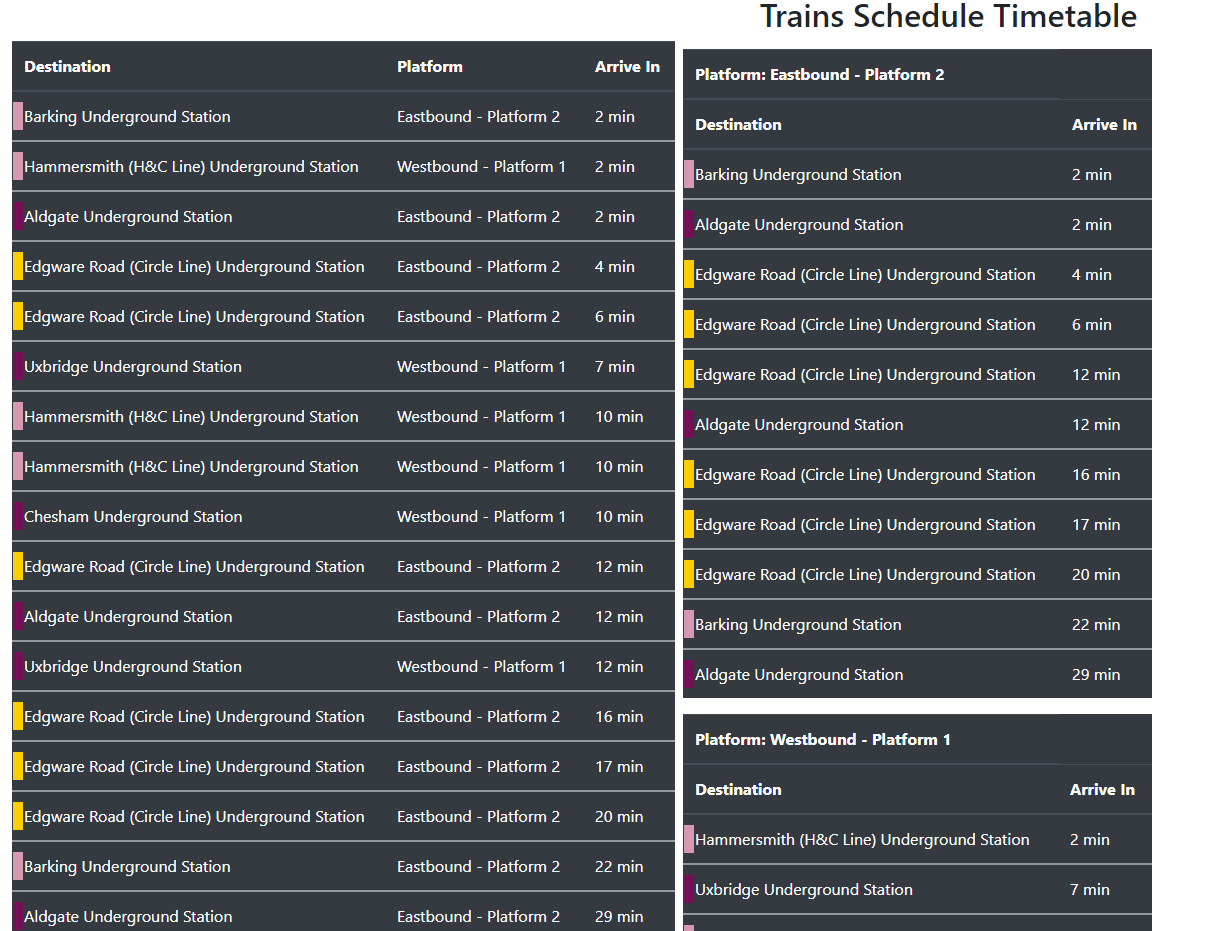 Trains Schedule Timetable
Destination Platform Arrive In
Barking Underground Station Eastbound - Platform 2 2 min
Hammersmith (H&C Line) Underground Station Westbound - Platform 1 2 min
Aldgate Underground Station Eastbound - Platform 2 2 min
Edgware Road (Circle Line) Underground Station Eastbound - Platform 2 4 min
Edgware Road (Circle Line) Underground Station Eastbound - Platform 2 6 min
Uxbridge Underground Station Westbound - Platform 1 7 min
Hammersmith (H&C Line) Underground Station Westbound - Platform 1 10 min
Hammersmith (H&C Line) Underground Station Westbound - Platform 1 10 min
Chesham Underground Station Westbound - Platform 1 10 min
Edgware Road (Circle Line) Underground Station Eastbound - Platform 2 12 min
Aldgate Underground Station Eastbound - Platform 2 12 min
Uxbridge Underground Station Westbound - Platform 1 12 min
Edgware Road (Circle Line) Underground Station Eastbound - Platform 2 16 min
Edgware Road (Circle Line) Underground Station Eastbound - Platform 2 17 min
Edgware Road (Circle Line) Underground Station Eastbound - Platform 2 20 min
Barking Underground Station Eastbound - Platform 2 22 min
Aldgate Underground Station Eastbound - Platform 2 29 min
Platform: Eastbound - Platform 2
Destination Arrive In
Barking Underground Station 2 min
Aldgate Underground Station 2 min
Edgware Road (Circle Line) Underground Station 4 min
Edgware Road (Circle Line) Underground Station 6 min
Edgware Road (Circle Line) Underground Station 12 min
Aldgate Underground Station 12 min
Edgware Road (Circle Line) Underground Station 16 min
Edgware Road (Circle Line) Underground Station 17 min
Edgware Road (Circle Line) Underground Station 20 min
Barking Underground Station 22 min
Aldgate Underground Station 29 min
Platform: Westbound - Platform 1
Destination Arrive In
Hammersmith (H&C Line) Underground Station 2 min
Uxbridge Underground Station 7 min